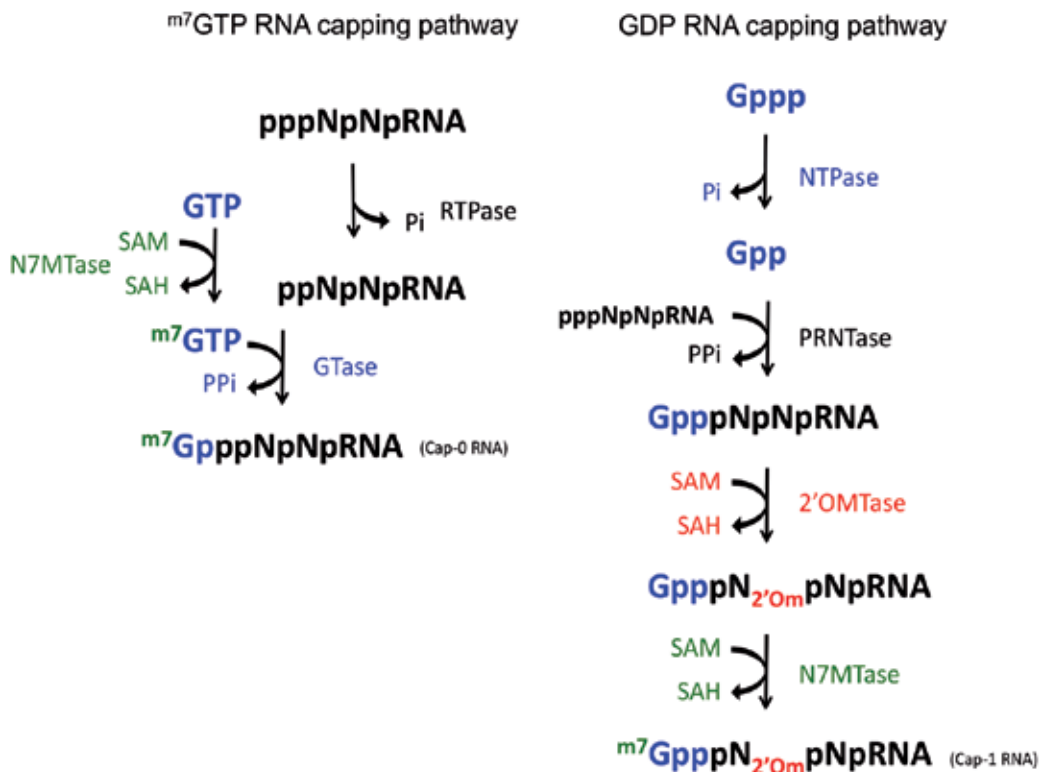 m7GTP RNA capping pathway
pppNpNpRNA
Pi RTPase
GTP
SAM
N7MTase
SAH
ppNpNpRNA
m7GTP
GTase
PPi
m7GpppNpNpRNA (Cap-0 RNA)
GDP RNA capping pathway
Gppp
Pi NTPase
Gpp
pppNpNpRNA
PRNTase
PPi
GpppNpNpRNA
SAM
2'OMTase
SAH
GpppN2'OmpNpRNA
SAM
N7MTase
SAH
m7GpppN2'OmpNpRNA (Cap-1 RNA)